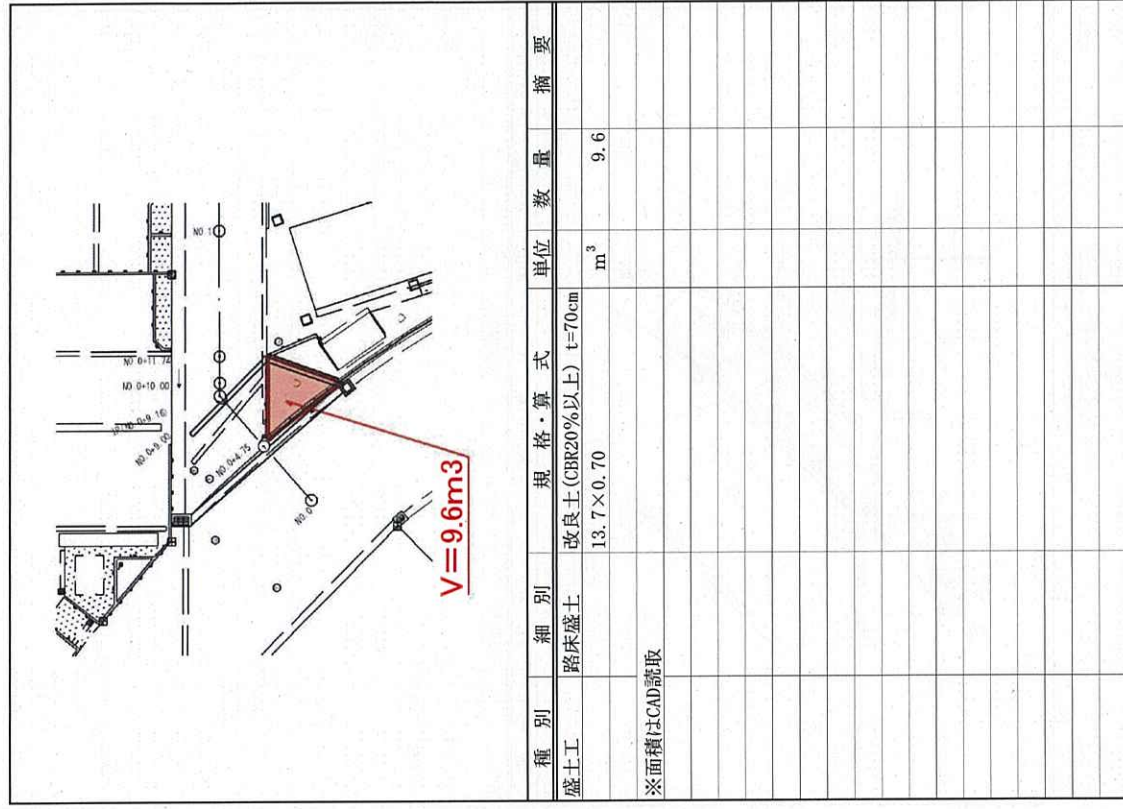 NO.1
NO.0+11.74
NO.0+10.00
NO.0+9.00
NO.0+4.75
NO.0
V=9.6m3
種 別 細 別 規 格・算 式 単位 数 量 摘 要
盛土工 路床盛土 改良土(CBR20%以上) t=70cm
13.7×0.70 m³ 9.6
※面積はCAD読取